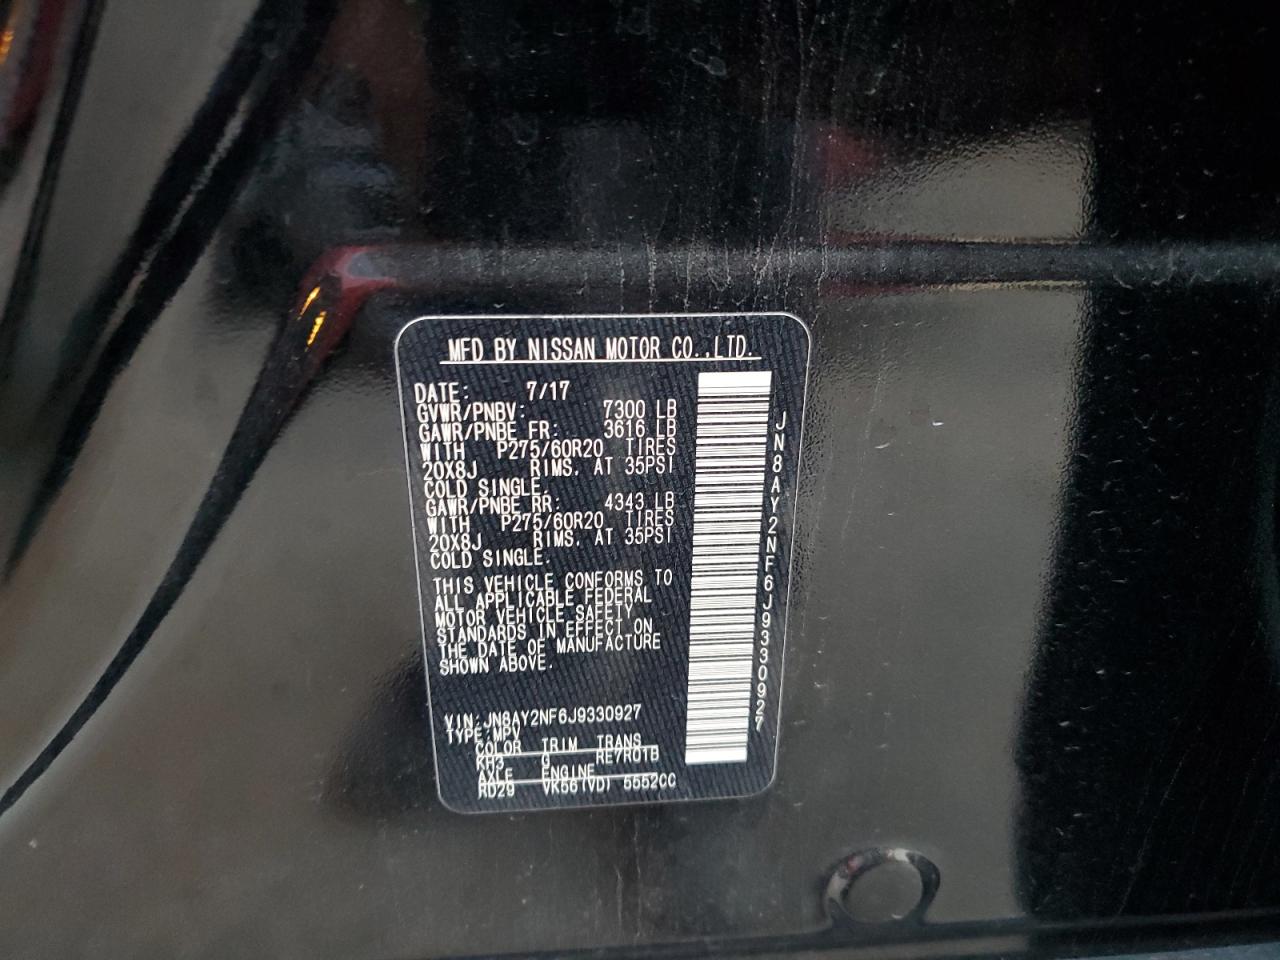 MFD BY NISSAN MOTOR CO.,LTD.
DATE: 7/17
GVWR/PNBV: 7300 LB
GAWR/PNBE FR: 3616 LB
WITH P275/60R20 TIRES
20X8J RIMS, AT 35PSI
COLD SINGLE.
GAWR/PNBE RR: 4343 LB
WITH P275/60R20 TIRES
20X8J RIMS, AT 35PSI
COLD SINGLE.
THIS VEHICLE CONFORMS TO
ALL APPLICABLE FEDERAL
MOTOR VEHICLE SAFETY
STANDARDS IN EFFECT ON
THE DATE OF MANUFACTURE
SHOWN ABOVE.
VIN:JN8AY2NF6J9330927
TYPE:MPV
COLOR TRIM TRANS
KH3 G RE7R01B
AXLE ENGINE
RD29 VK56(VD) 5552CC
JN8AY2NF6J9330927